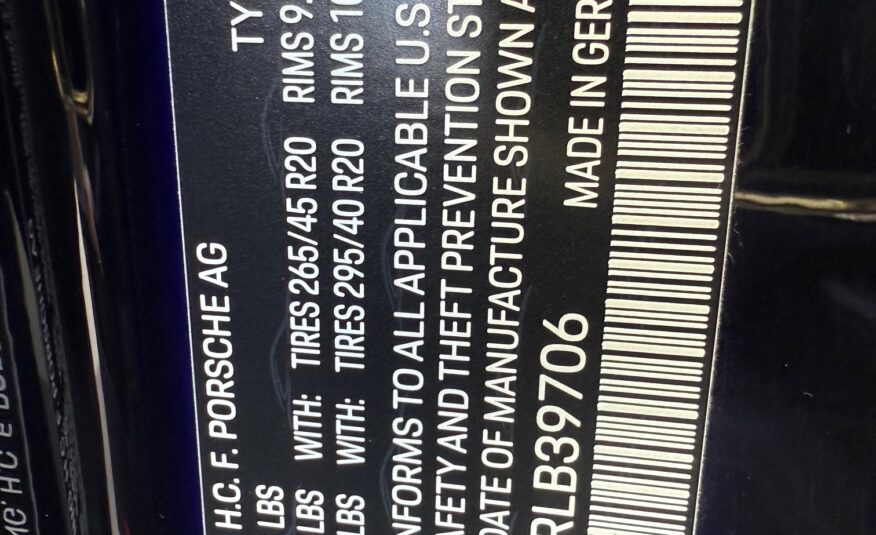 H.C. F. PORSCHE AG
LBS TY
LBS WITH: TIRES 265/45 R20 RIMS 9.
LBS WITH: TIRES 295/40 R20 RIMS 10
NFORMS TO ALL APPLICABLE U.S
AFETY AND THEFT PREVENTION ST
DATE OF MANUFACTURE SHOWN A
RLB39706 MADE IN GER